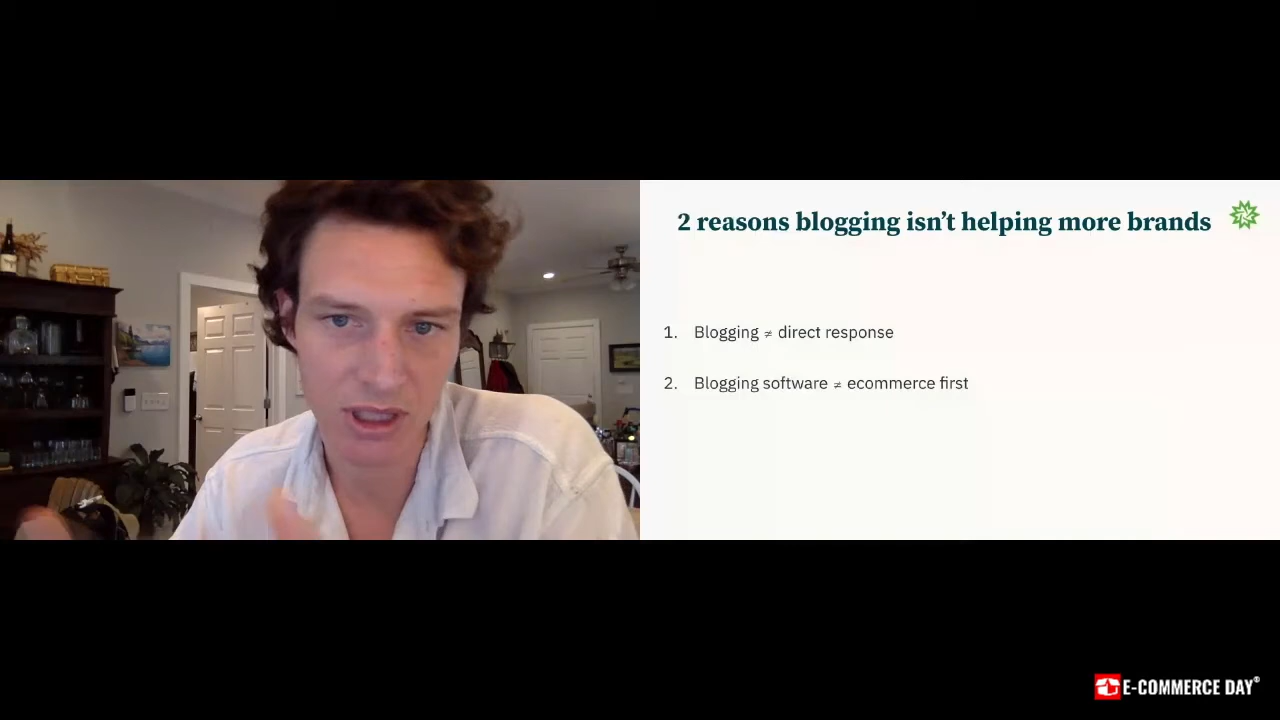 2 reasons blogging isn’t helping more brands
1. Blogging ≠ direct response
2. Blogging software ≠ ecommerce first
E-COMMERCE DAY®